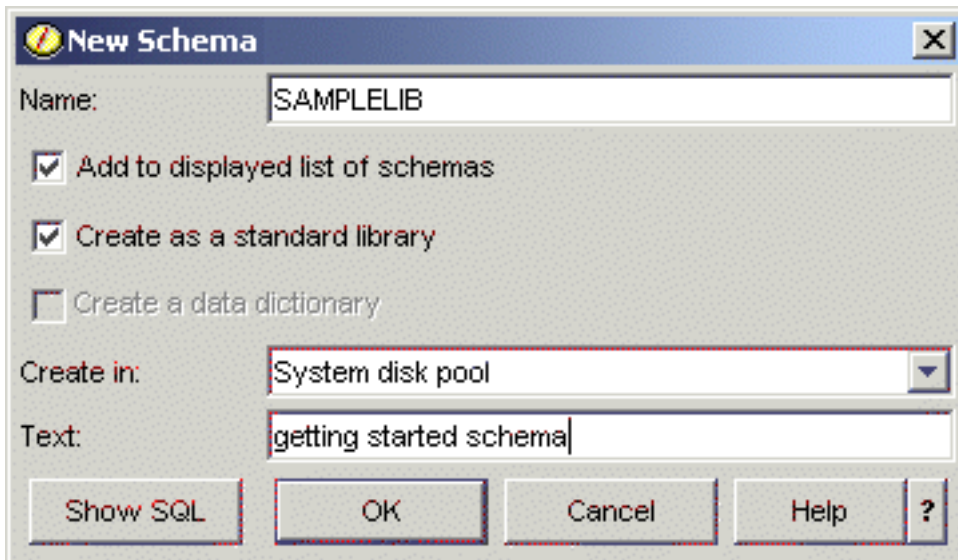 New Schema
Name: SAMPLELIB
Add to displayed list of schemas
Create as a standard library
Create a data dictionary
Create in: System disk pool
Text: getting started schema
Show SQL OK Cancel Help ?